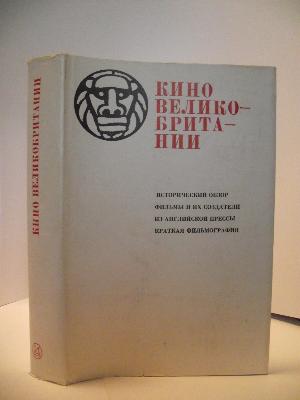 КИНО ВЕЛИКОБРИТАНИИ
КИНО
ВЕЛИКО-
БРИТА-
НИИ
ИСТОРИЧЕСКИЙ ОБЗОР
ФИЛЬМЫ И ИХ СОЗДАТЕЛИ
ИЗ АНГЛИЙСКОЙ ПРЕССЫ
КРАТКАЯ ФИЛЬМОГРАФИЯ